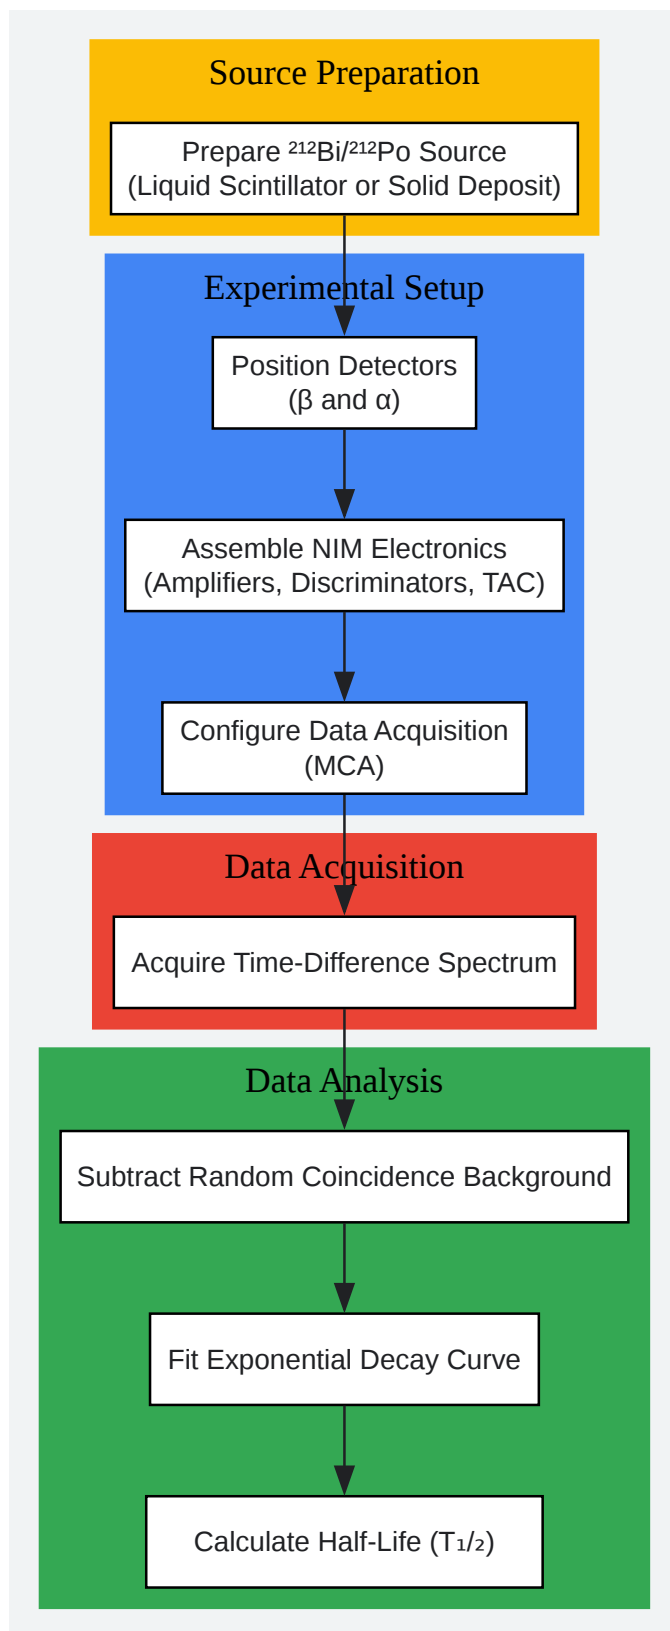 Source Preparation
Prepare ²¹²Bi/²¹²Po Source
(Liquid Scintillator or Solid Deposit)
Experimental Setup
Position Detectors
(β and α)
Assemble NIM Electronics
(Amplifiers, Discriminators, TAC)
Configure Data Acquisition
(MCA)
Data Acquisition
Acquire Time-Difference Spectrum
Data Analysis
Subtract Random Coincidence Background
Fit Exponential Decay Curve
Calculate Half-Life (T₁/₂)